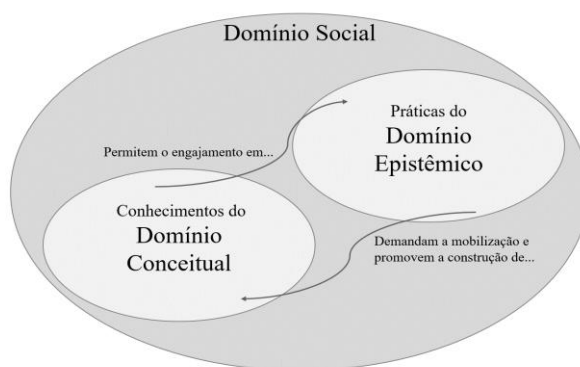 Domínio Social
Práticas do
Domínio
Epistêmico
Permitem o engajamento em...
Conhecimentos do
Domínio
Conceitual
Demandam a mobilização e
promovem a construção de...